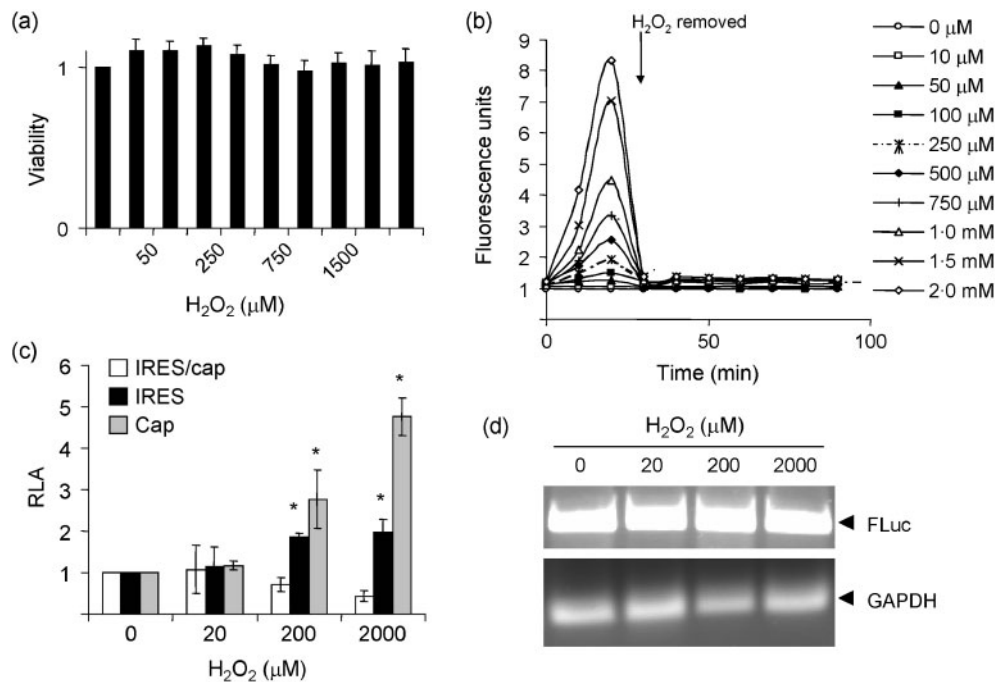 (a)
1
0
Viability
50
250
750
1500
H₂O₂ (μM)
(b)
H₂O₂ removed
9
8
7
6
5
4
3
2
1
Fluorescence units
0
50
100
Time (min)
0 μM
10 μM
50 μM
100 μM
250 μM
500 μM
750 μM
1·0 mM
1·5 mM
2·0 mM
(c)
6
5
4
3
2
1
RLA
IRES/cap
IRES
Cap
*
*
*
*
0
20
200
2000
H₂O₂ (μM)
(d)
H₂O₂ (μM)
0
20
200
2000
FLuc
GAPDH